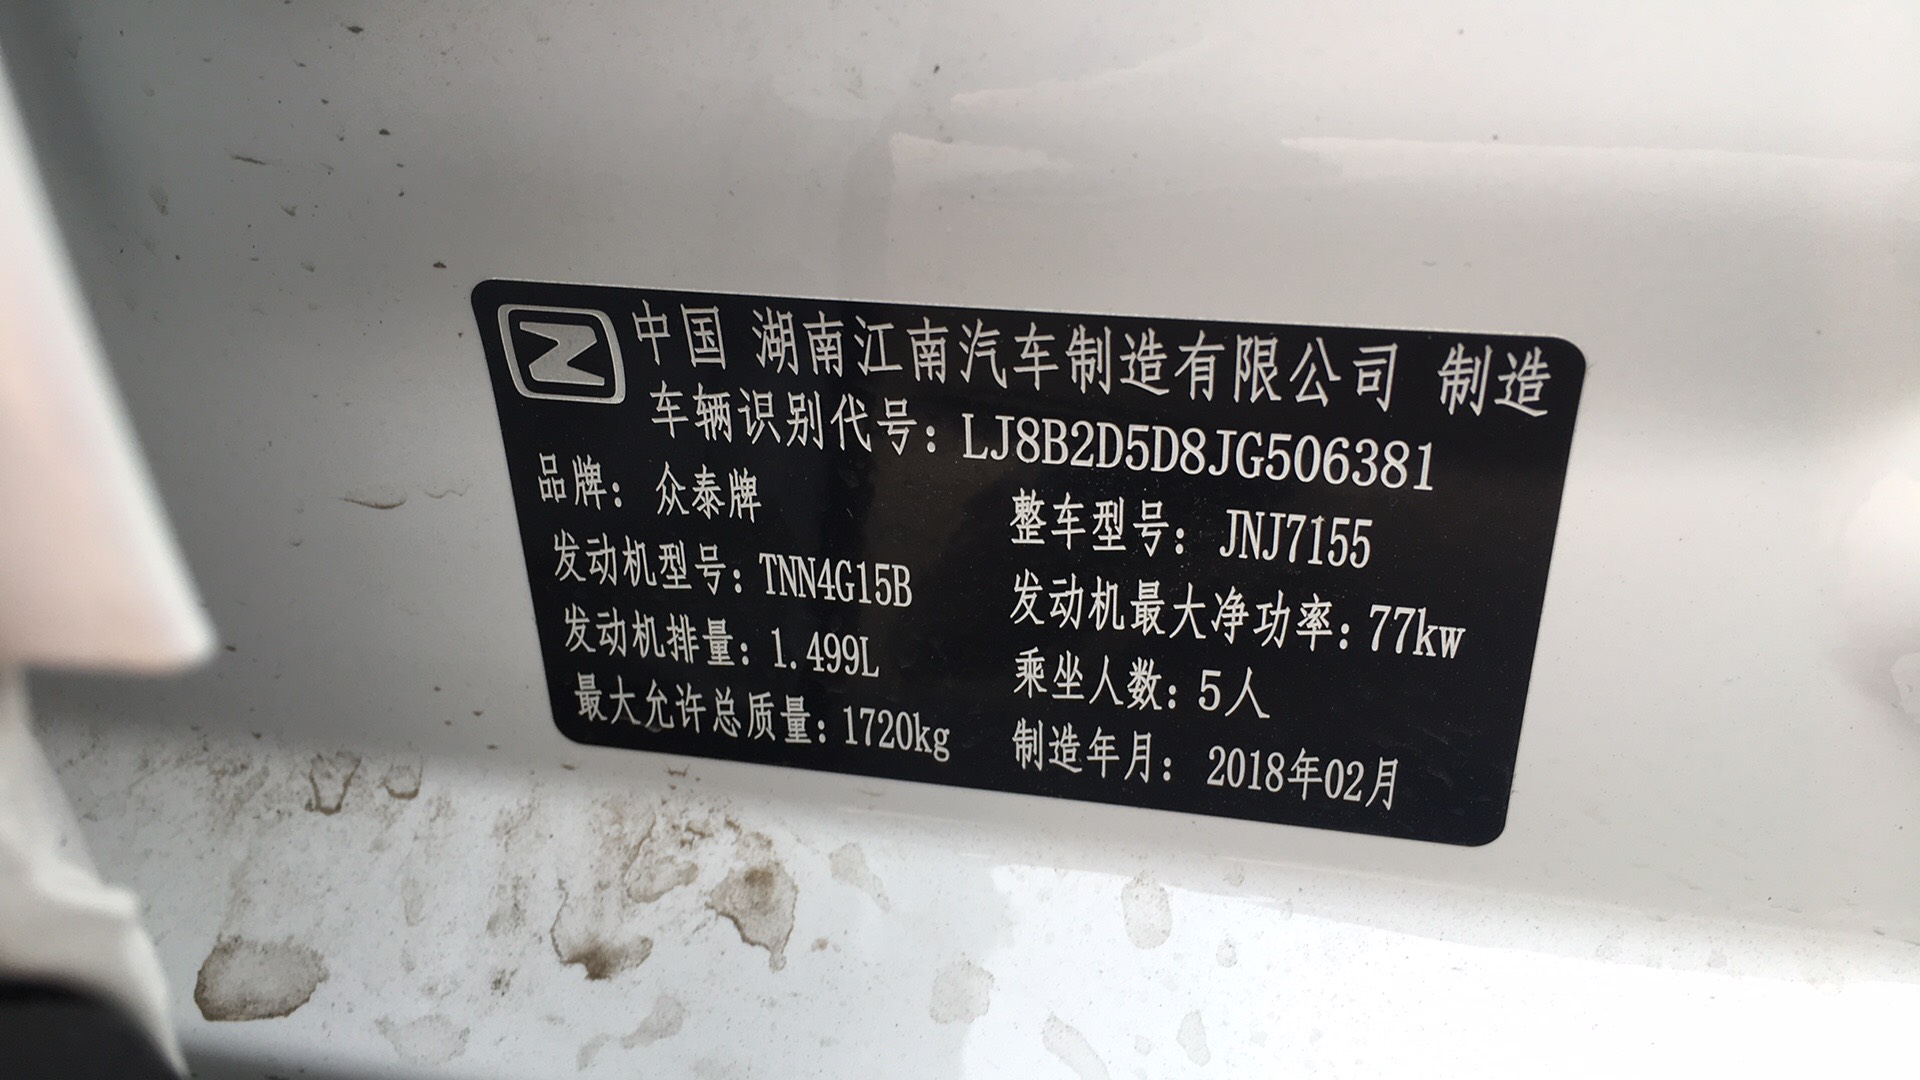 中国 湖南江南汽车制造有限公司 制造
车辆识别代号：LJ8B2D5D8JG506381
品牌：众泰牌 整车型号：JNJ7155
发动机型号：TNN4G15B 发动机最大净功率：77kw
发动机排量：1.499L 乘坐人数：5人
最大允许总质量：1720kg 制造年月：2018年02月